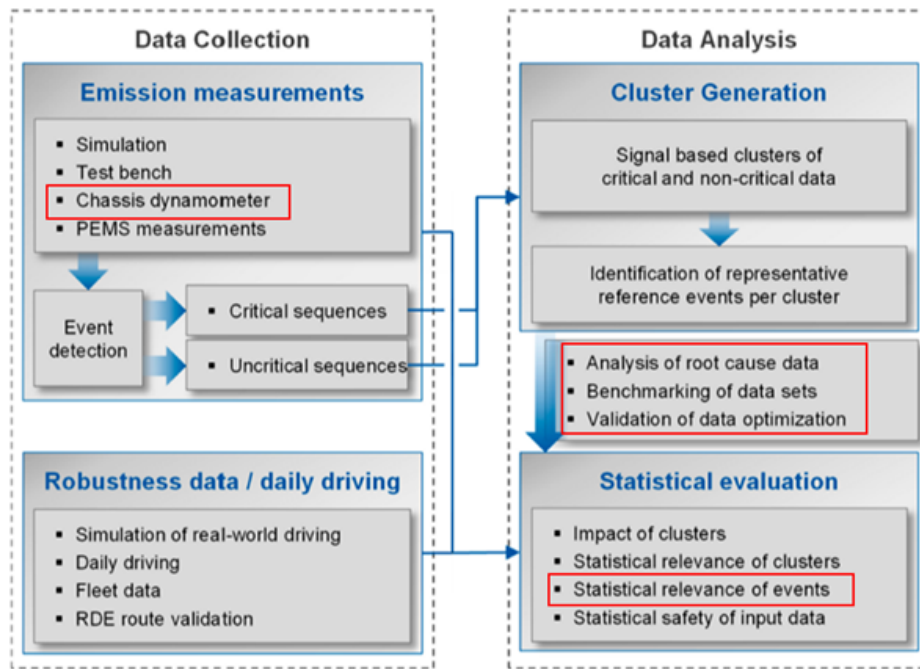 Data Collection
Emission measurements
▪ Simulation
▪ Test bench
▪ Chassis dynamometer
▪ PEMS measurements
Event
detection
▪ Critical sequences
▪ Uncritical sequences
Robustness data / daily driving
▪ Simulation of real-world driving
▪ Daily driving
▪ Fleet data
▪ RDE route validation
Data Analysis
Cluster Generation
Signal based clusters of
critical and non-critical data
Identification of representative
reference events per cluster
▪ Analysis of root cause data
▪ Benchmarking of data sets
▪ Validation of data optimization
Statistical evaluation
▪ Impact of clusters
▪ Statistical relevance of clusters
▪ Statistical relevance of events
▪ Statistical safety of input data